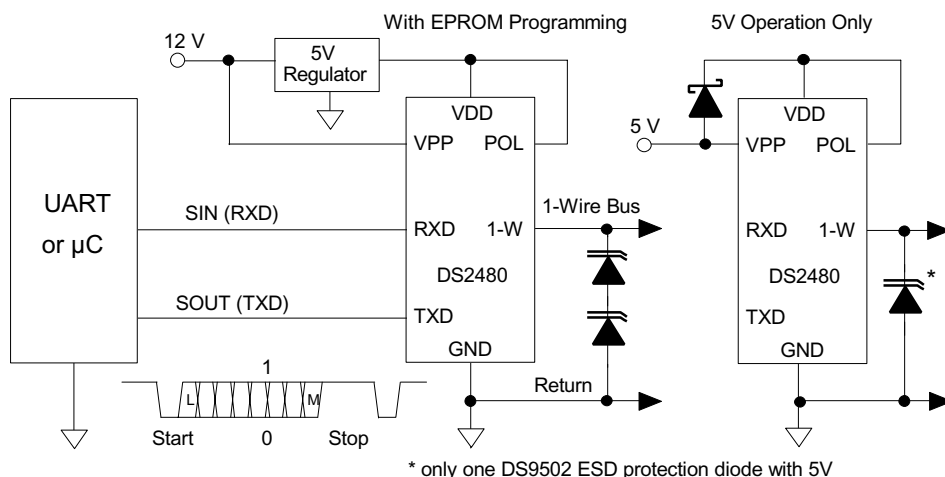 With EPROM Programming
5V Operation Only
12 V
5V
Regulator
VDD
VPP
POL
UART
or µC
SIN (RXD)
RXD
1-W
1-Wire Bus
DS2480
SOUT (TXD)
TXD
GND
Return
1
L
M
Start
0
Stop
5 V
VDD
VPP
POL
RXD
1-W
*
DS2480
TXD
GND
* only one DS9502 ESD protection diode with 5V